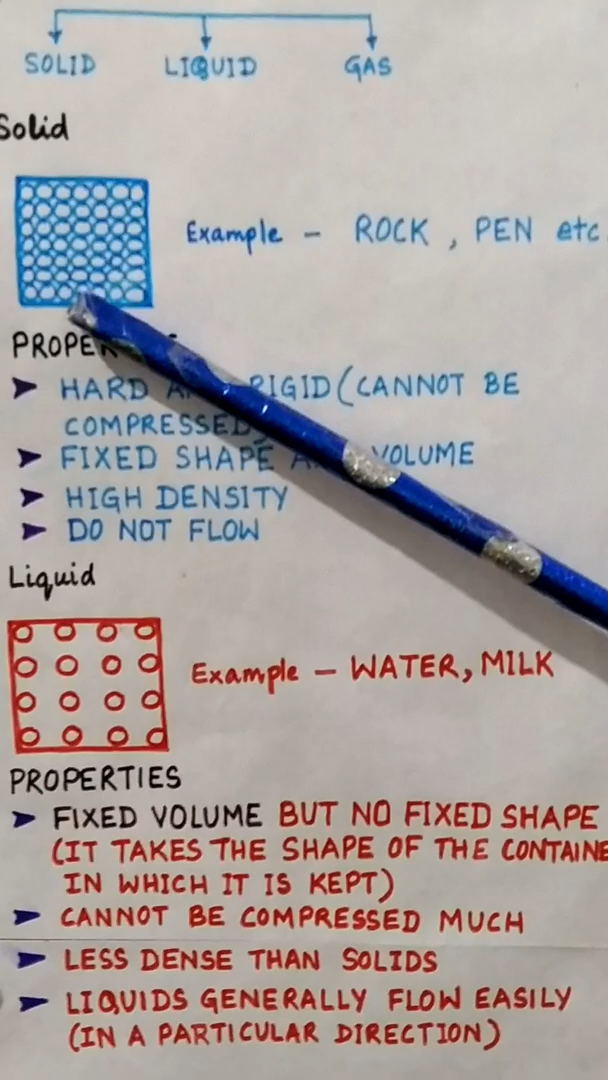 SOLID LIQUID GAS
Solid
Example - ROCK, PEN etc.
HARD RIGID (CANNOT BE
COMPRESSED)
➤ FIXED SHAPE VOLUME
➤ HIGH DENSITY
➤ DO NOT FLOW
Liquid
Example - WATER, MILK
PROPERTIES
➤ FIXED VOLUME BUT NO FIXED SHAPE
(IT TAKES THE SHAPE OF THE CONTAINE
IN WHICH IT IS KEPT)
➤ CANNOT BE COMPRESSED MUCH
➤ LESS DENSE THAN SOLIDS
➤ LIQUIDS GENERALLY FLOW EASILY
(IN A PARTICULAR DIRECTION)